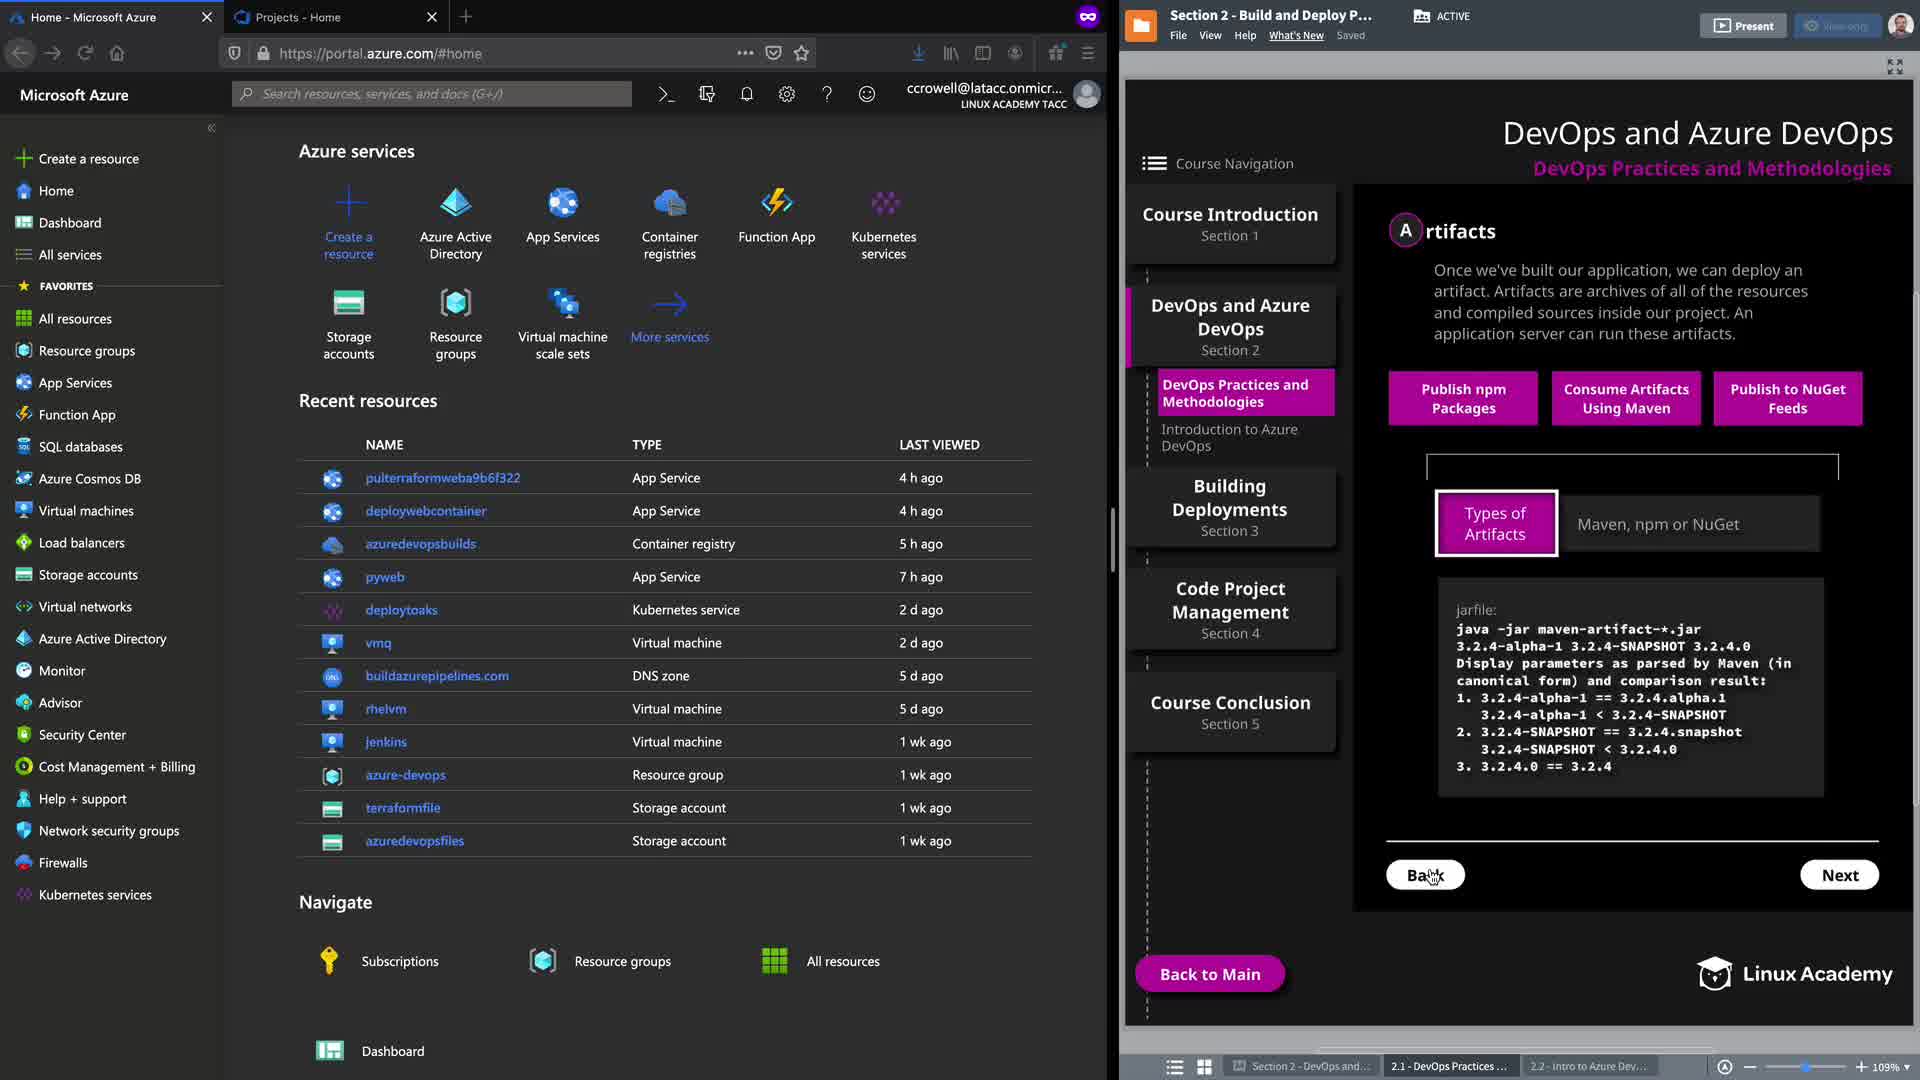 Home - Microsoft Azure
Projects - Home
https://portal.azure.com/#home
Microsoft Azure
Search resources, services, and docs (G+/)
ccrowell@latacc.onmicr...
LINUX ACADEMY TACC
Create a resource
Home
Dashboard
All services
FAVORITES
All resources
Resource groups
App Services
Function App
SQL databases
Azure Cosmos DB
Virtual machines
Load balancers
Storage accounts
Virtual networks
Azure Active Directory
Monitor
Advisor
Security Center
Cost Management + Billing
Help + support
Network security groups
Firewalls
Kubernetes services
Azure services
Create a
resource
Azure Active
Directory
App Services
Container
registries
Function App
Kubernetes
services
Storage
accounts
Resource
groups
Virtual machine
scale sets
More services
Recent resources
NAME TYPE LAST VIEWED
pulterraformweba9b6f322 App Service 4 h ago
deploywebcontainer App Service 4 h ago
azuredevopsbuilds Container registry 5 h ago
pyweb App Service 7 h ago
deploytoaks Kubernetes service 2 d ago
vmq Virtual machine 2 d ago
DNS
buildazurepipelines.com DNS zone 5 d ago
rhelvm Virtual machine 5 d ago
jenkins Virtual machine 1 wk ago
azure-devops Resource group 1 wk ago
terraformfile Storage account 1 wk ago
azuredevopsfiles Storage account 1 wk ago
Navigate
Subscriptions
Resource groups
All resources
Dashboard
Section 2 - Build and Deploy P...
ACTIVE
File View Help What's New Saved
Present
View only
DevOps and Azure DevOps
DevOps Practices and Methodologies
Course Navigation
Course Introduction
Section 1
DevOps and Azure
DevOps
Section 2
DevOps Practices and
Methodologies
Introduction to Azure
DevOps
Building
Deployments
Section 3
Code Project
Management
Section 4
Course Conclusion
Section 5
Back to Main
Artifacts
Once we've built our application, we can deploy an
artifact. Artifacts are archives of all of the resources
and compiled sources inside our project. An
application server can run these artifacts.
Publish npm
Packages
Consume Artifacts
Using Maven
Publish to NuGet
Feeds
Types of
Artifacts
Maven, npm or NuGet
jarfile:
java -jar maven-artifact-*.jar
3.2.4-alpha-1 3.2.4-SNAPSHOT 3.2.4.0
Display parameters as parsed by Maven (in
canonical form) and comparison result:
1. 3.2.4-alpha-1 == 3.2.4.alpha.1
3.2.4-alpha-1 < 3.2.4-SNAPSHOT
2. 3.2.4-SNAPSHOT == 3.2.4.snapshot
3.2.4-SNAPSHOT < 3.2.4.0
3. 3.2.4.0 == 3.2.4
Back
Next
Linux Academy
Section 2 - DevOps and...
2.1 - DevOps Practices ...
2.2 - Intro to Azure Dev...
109%